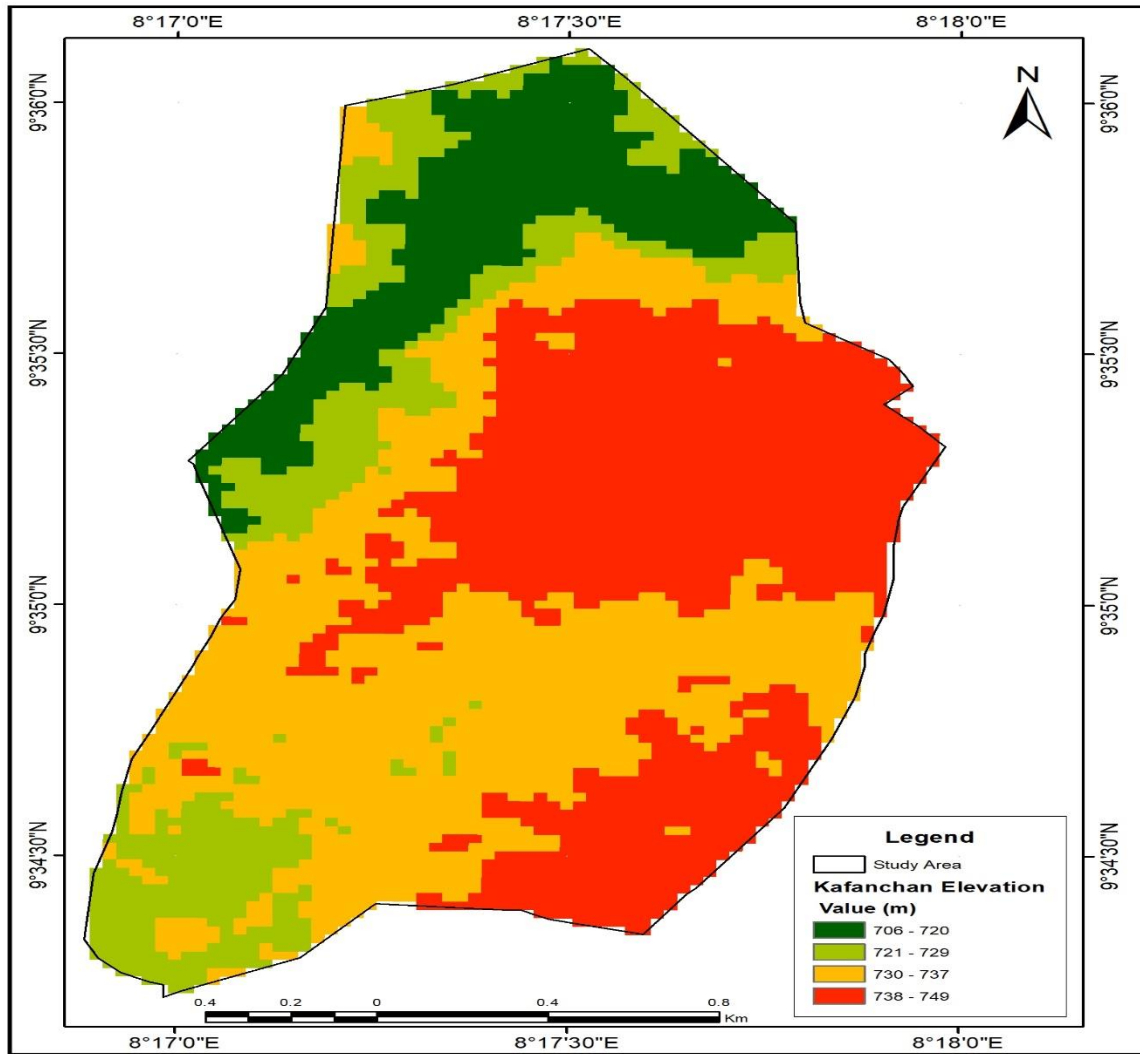 8°17'0"E 8°17'30"E 8°18'0"E
N
9°36'0"N 9°36'0"N
9°35'30"N 9°35'30"N
9°35'0"N 9°35'0"N
9°34'30"N 9°34'30"N
Legend
Study Area
Kafanchan Elevation
Value (m)
706 - 720
721 - 729
730 - 737
738 - 749
0.4 0.2 0 0.4 0.8
Km
8°17'0"E 8°17'30"E 8°18'0"E